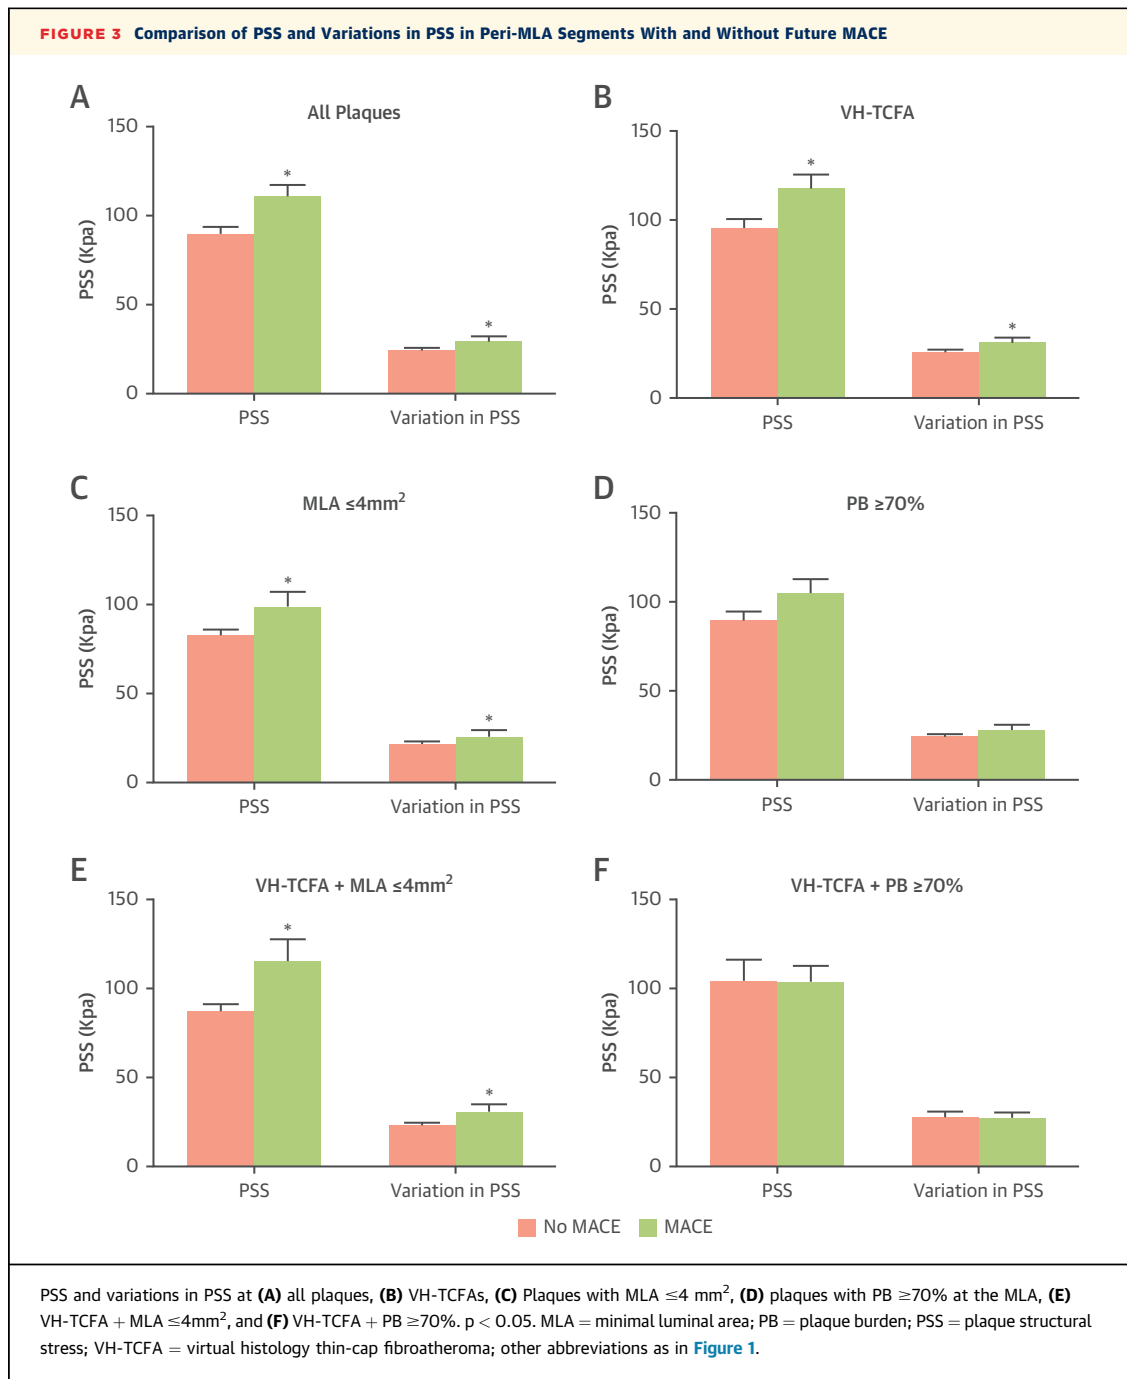 FIGURE 3 Comparison of PSS and Variations in PSS in Peri-MLA Segments With and Without Future MACE
A
All Plaques
150
100
50
0
PSS (Kpa)
*
*
PSS
Variation in PSS
B
VH-TCFA
150
100
50
0
PSS (Kpa)
*
*
PSS
Variation in PSS
C
MLA ≤4mm²
150
100
50
0
PSS (Kpa)
*
*
PSS
Variation in PSS
D
PB ≥70%
150
100
50
0
PSS (Kpa)
PSS
Variation in PSS
E
VH-TCFA + MLA ≤4mm²
150
100
50
0
PSS (Kpa)
*
*
PSS
Variation in PSS
F
VH-TCFA + PB ≥70%
150
100
50
0
PSS (Kpa)
PSS
Variation in PSS
No MACE
MACE
PSS and variations in PSS at (A) all plaques, (B) VH-TCFAs, (C) Plaques with MLA ≤4 mm², (D) plaques with PB ≥70% at the MLA, (E)
VH-TCFA + MLA ≤4mm², and (F) VH-TCFA + PB ≥70%. p < 0.05. MLA = minimal luminal area; PB = plaque burden; PSS = plaque structural
stress; VH-TCFA = virtual histology thin-cap fibroatheroma; other abbreviations as in Figure 1.